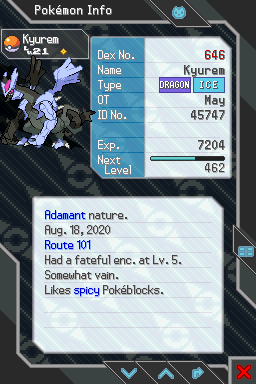 Pokémon Info
Kyurem
Lv.21
Dex No. 646
Name Kyurem
Type DRAGON ICE
OT May
ID No. 45747
Exp. 7204
Next Level 462
Adamant nature.
Aug. 18, 2020
Route 101
Had a fateful enc. at Lv. 5.
Somewhat vain.
Likes spicy Pokéblocks.